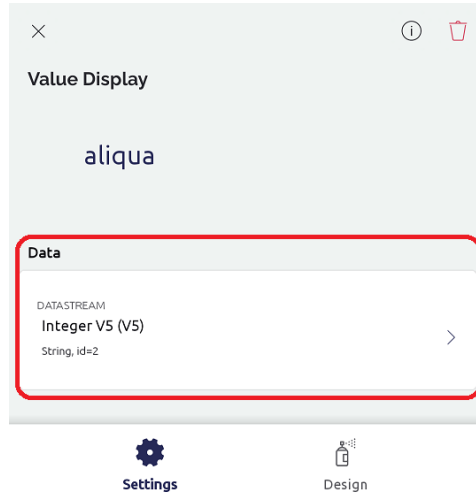 Value Display
aliqua
Data
DATASTREAM
Integer V5 (V5)
String, id=2
Settings
Design